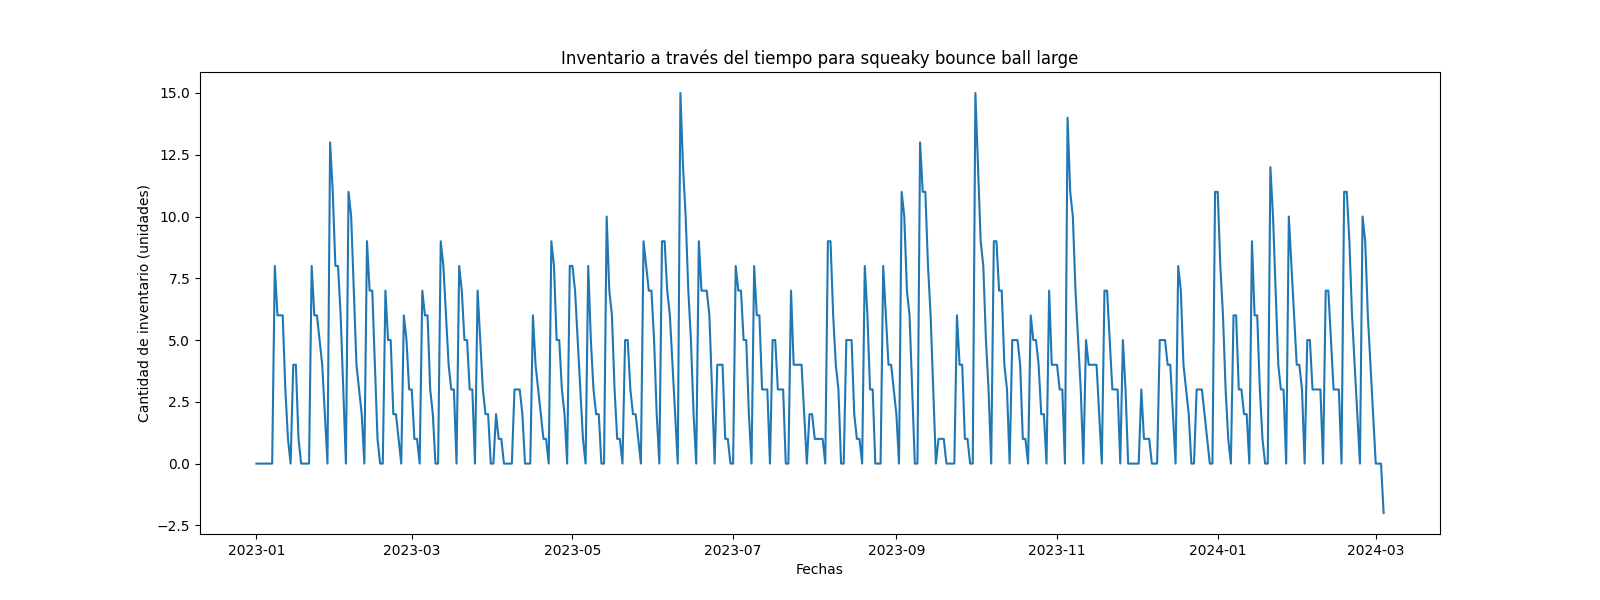 Inventario a través del tiempo para squeaky bounce ball large
Cantidad de inventario (unidades)
15.0
12.5
10.0
7.5
5.0
2.5
0.0
−2.5
2023-01 2023-03 2023-05 2023-07 2023-09 2023-11 2024-01 2024-03
Fechas